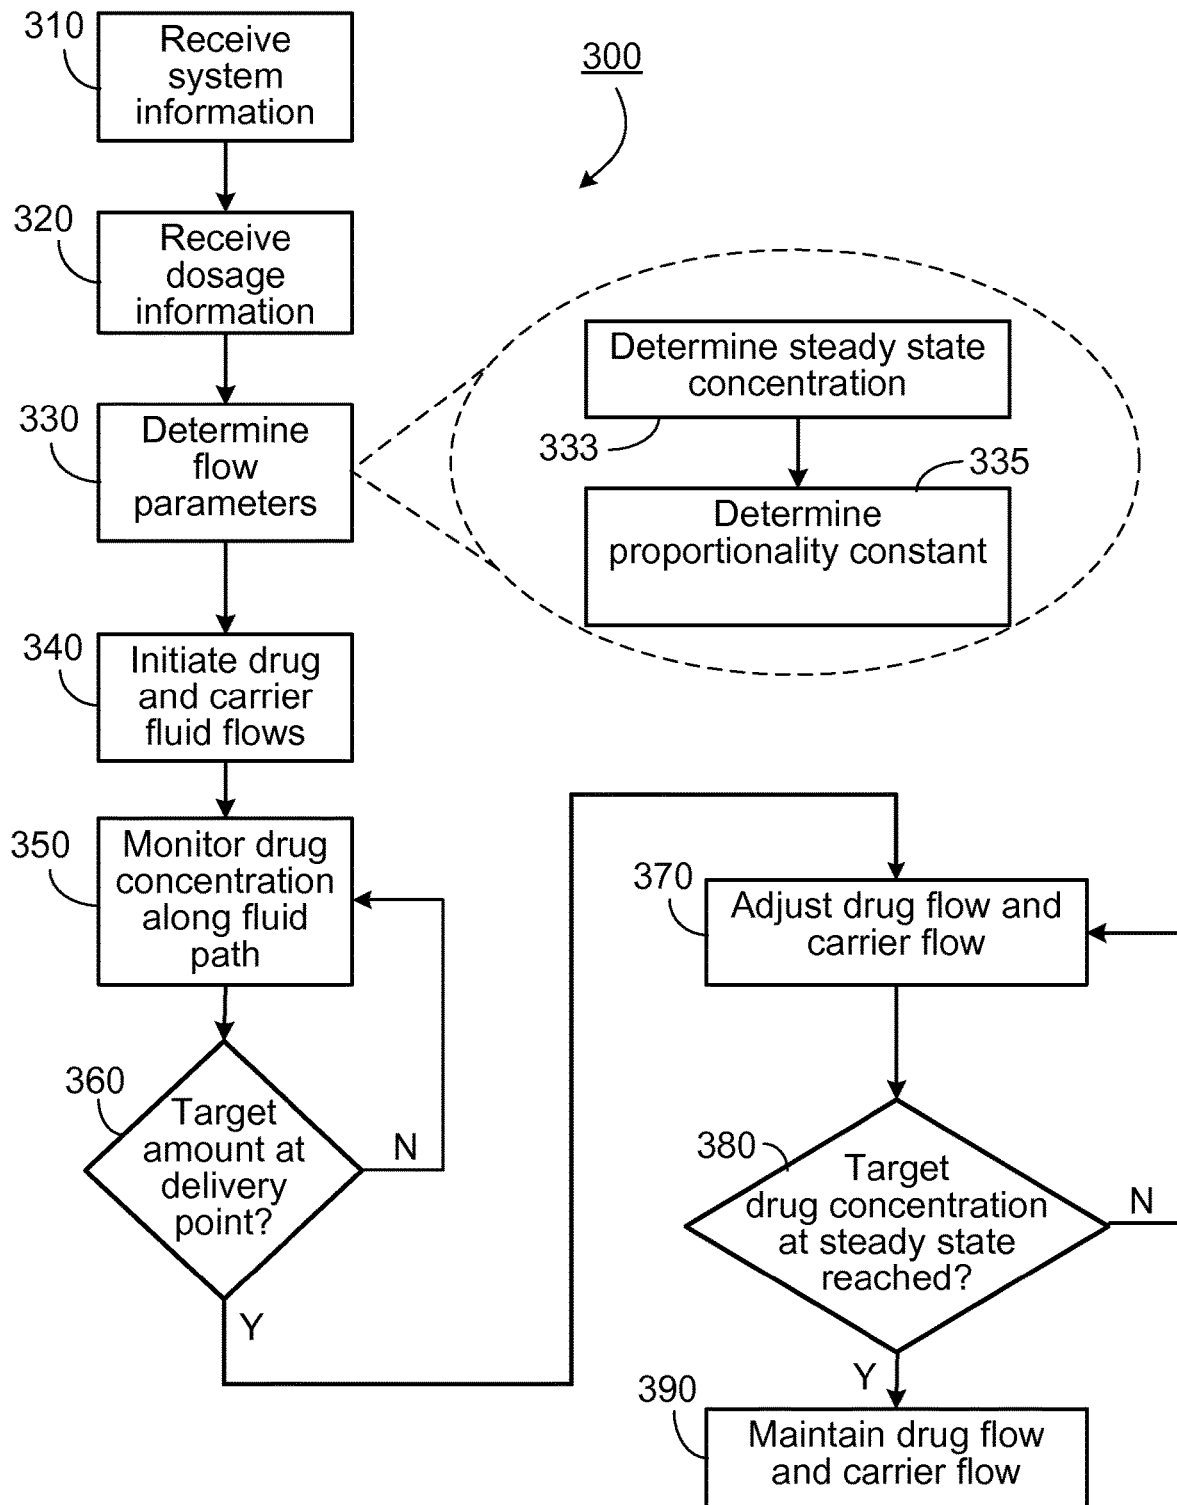 310
Receive
system
information
300
320
Receive
dosage
information
330
Determine
flow
parameters
Determine steady state
concentration
333
335
Determine
proportionality constant
340
Initiate drug
and carrier
fluid flows
350
Monitor drug
concentration
along fluid
path
360
Target
amount at
delivery
point?
N
Y
370
Adjust drug flow and
carrier flow
380
Target
drug concentration
at steady state
reached?
N
Y
390
Maintain drug flow
and carrier flow